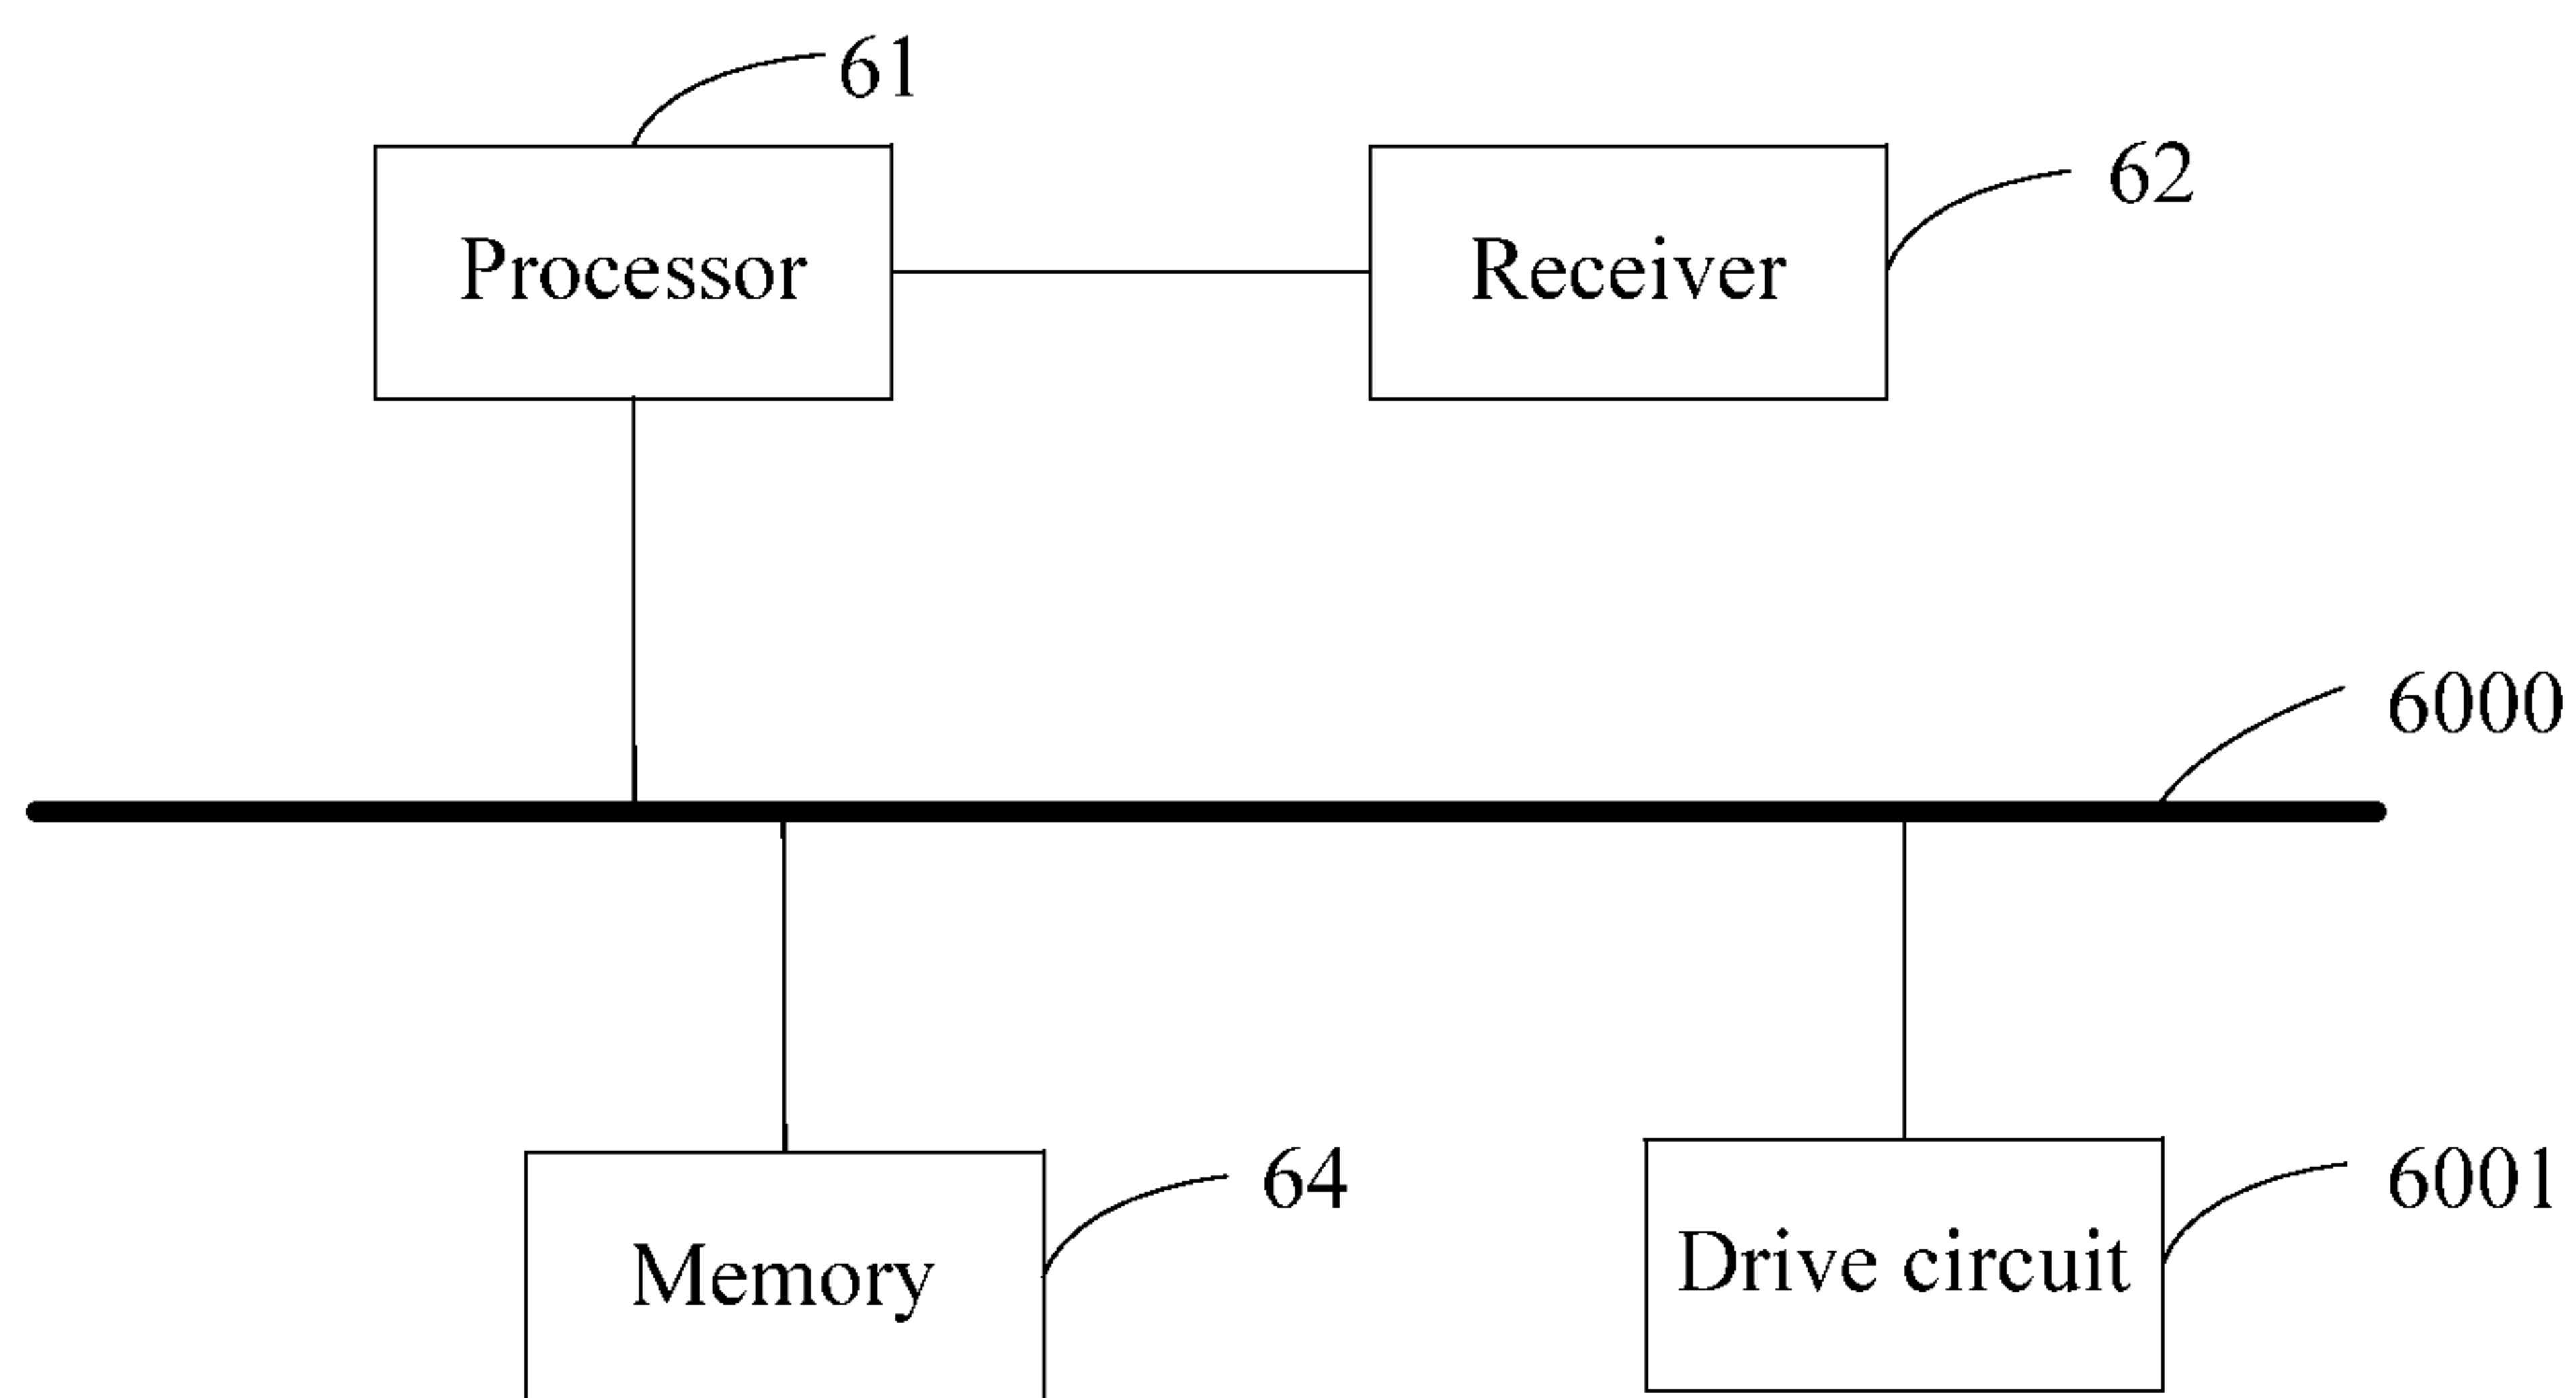 61
62
Processor
Receiver
6000
64
6001
Memory
Drive circuit